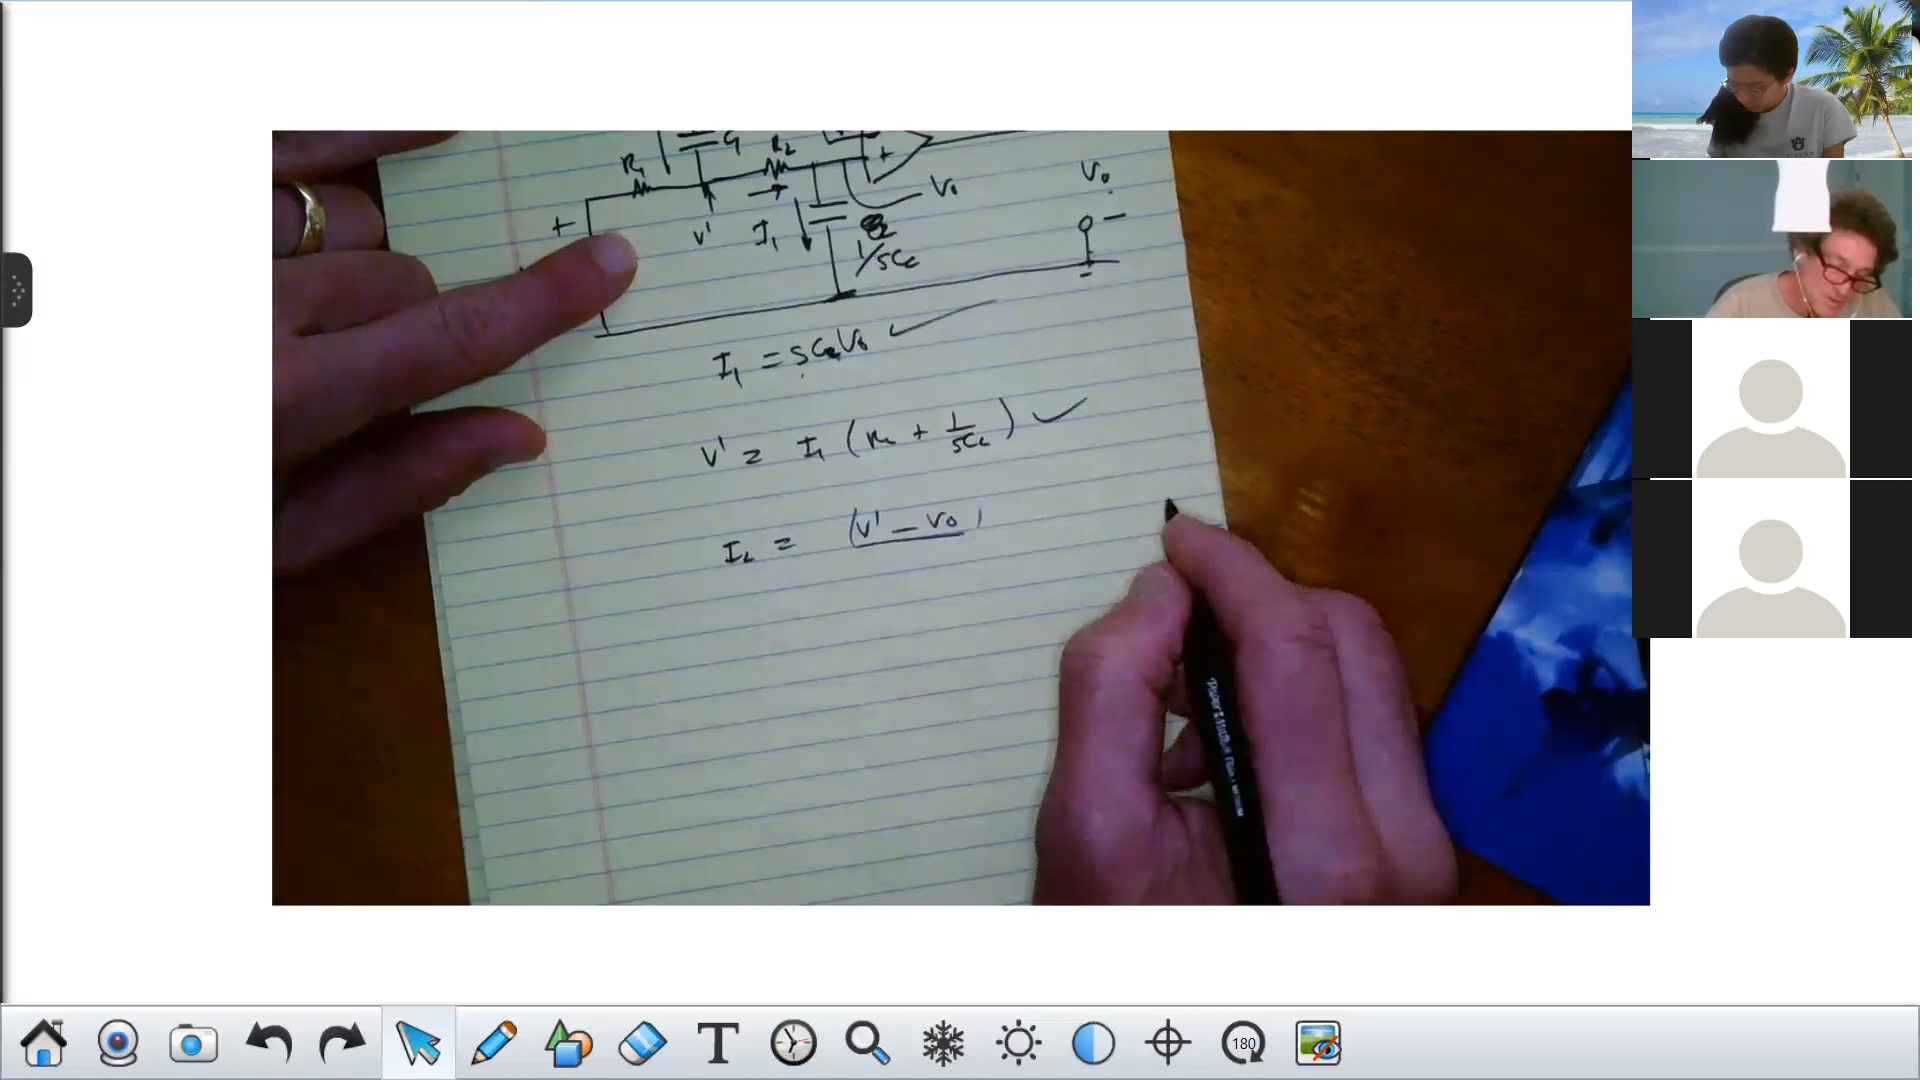 R₁ C₁ R₂ +
+ V' I₁ V₀ V₀ −
1/SC₂
−
I₁ = SC₂V₀ ✓
V' = I₁ (R₂ + 1/SC₂) ✓
I₂ = (V' − V₀)
T
180